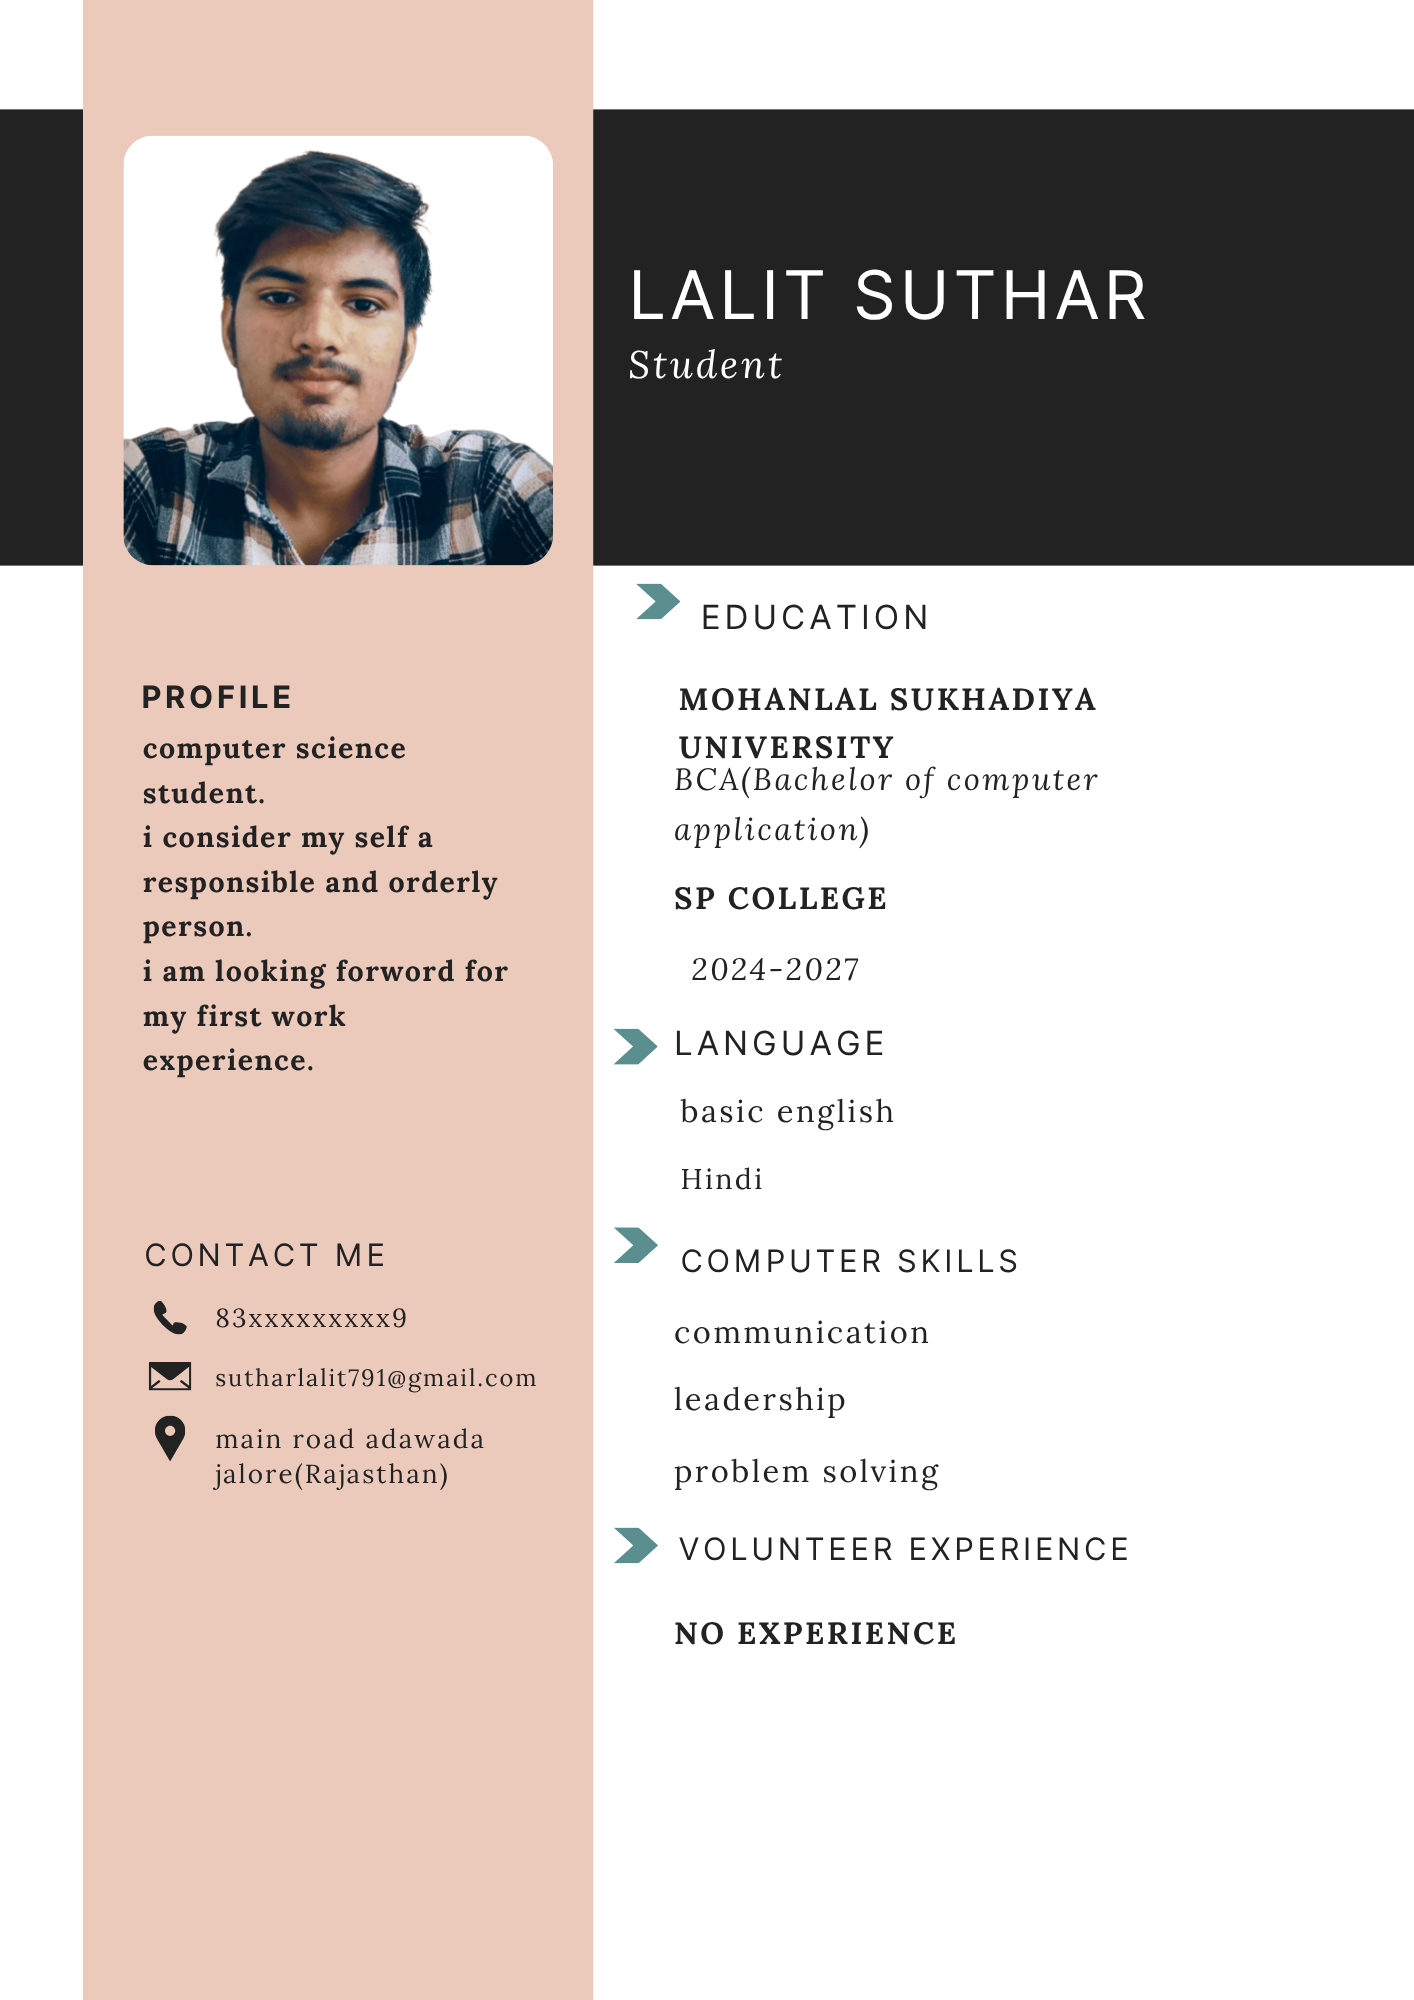 LALIT SUTHAR
Student
PROFILE
computer science
student.
i consider my self a
responsible and orderly
person.
i am looking forword for
my first work
experience.
CONTACT ME
83xxxxxxxxx9
sutharlalit791@gmail.com
main road adawada
jalore(Rajasthan)
EDUCATION
MOHANLAL SUKHADIYA
UNIVERSITY
BCA(Bachelor of computer
application)
SP COLLEGE
2024-2027
LANGUAGE
basic english
Hindi
COMPUTER SKILLS
communication
leadership
problem solving
VOLUNTEER EXPERIENCE
NO EXPERIENCE